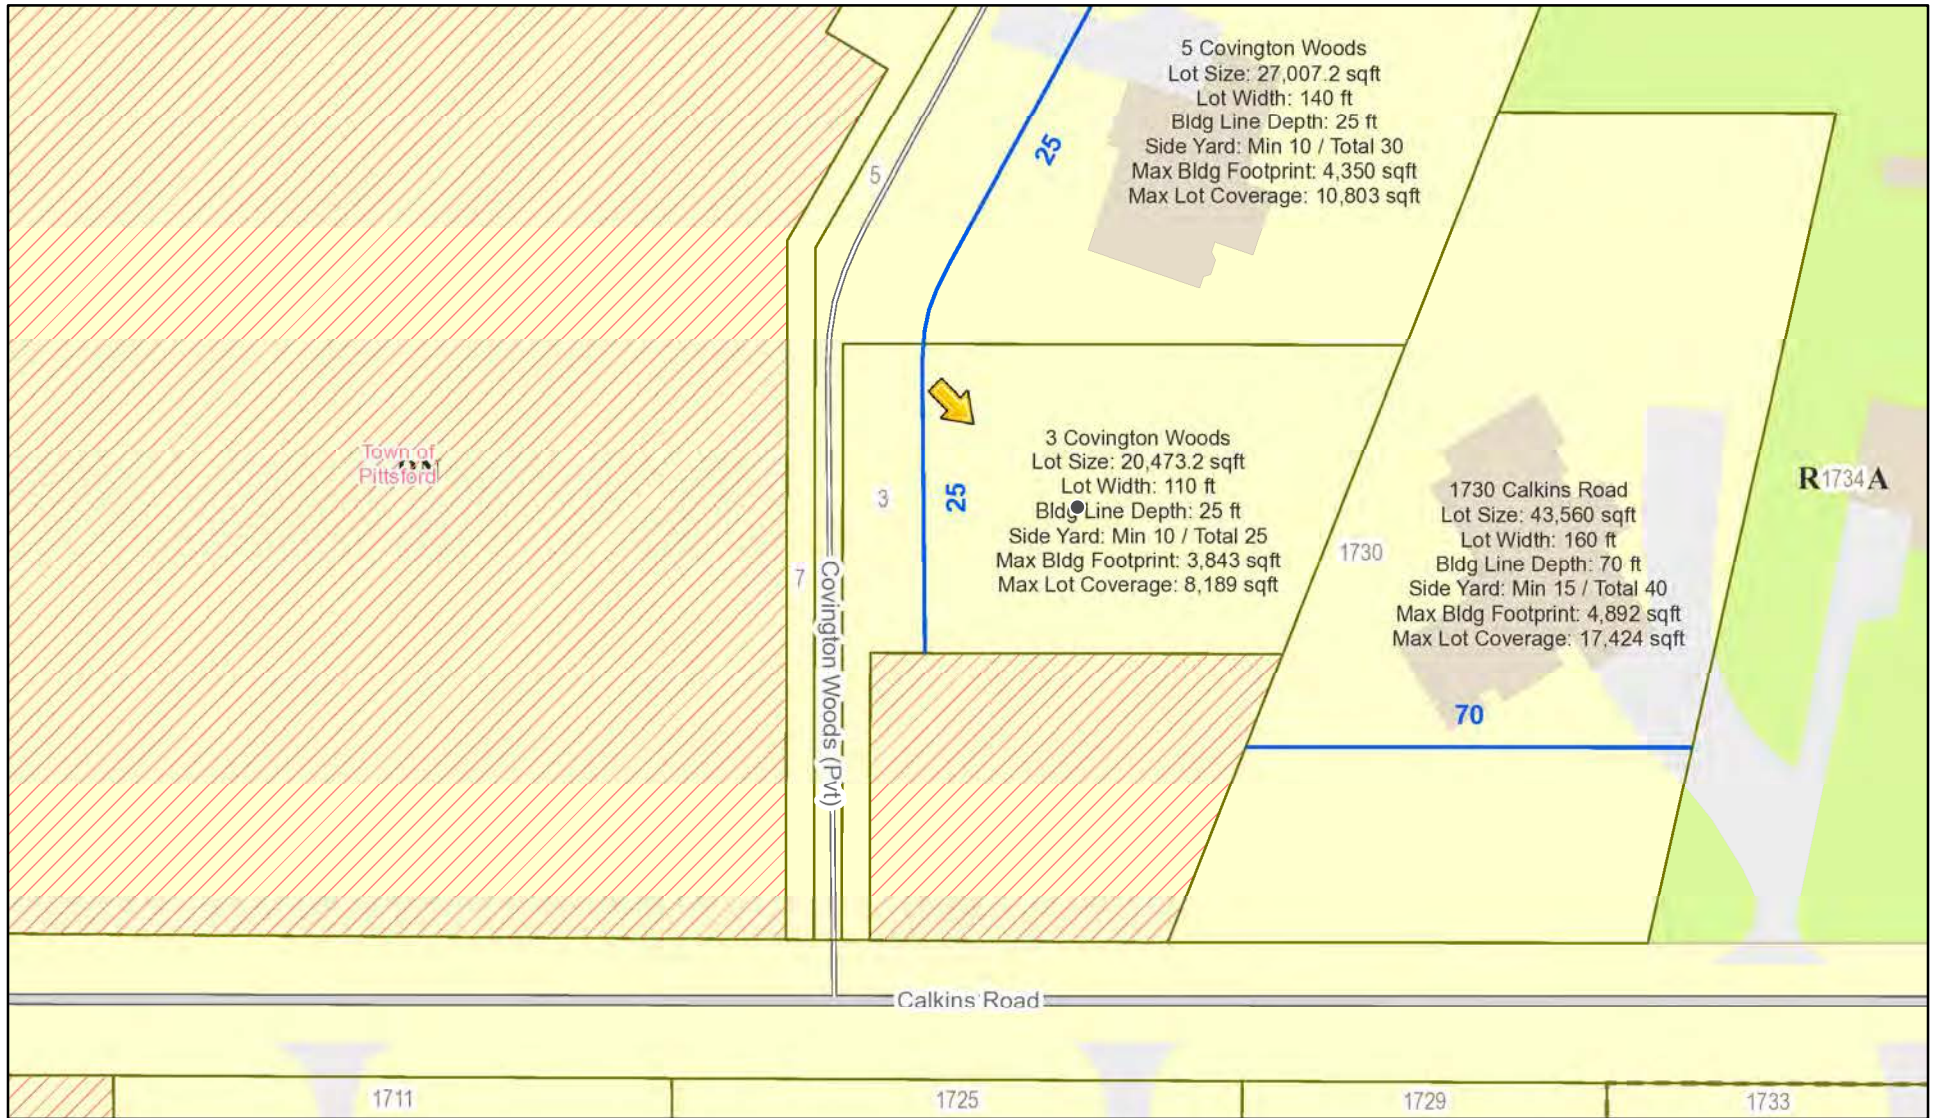 5 Covington Woods
Lot Size: 27,007.2 sqft
Lot Width: 140 ft
Bldg Line Depth: 25 ft
Side Yard: Min 10 / Total 30
Max Bldg Footprint: 4,350 sqft
Max Lot Coverage: 10,803 sqft
25
5
Town of
Pittsford
3 Covington Woods
Lot Size: 20,473.2 sqft
Lot Width: 110 ft
Bldg Line Depth: 25 ft
Side Yard: Min 10 / Total 25
Max Bldg Footprint: 3,843 sqft
Max Lot Coverage: 8,189 sqft
3
25
7
Covington Woods (Pvt)
1730
1730 Calkins Road
Lot Size: 43,560 sqft
Lot Width: 160 ft
Bldg Line Depth: 70 ft
Side Yard: Min 15 / Total 40
Max Bldg Footprint: 4,892 sqft
Max Lot Coverage: 17,424 sqft
R1734A
70
Calkins Road
1711
1725
1729
1733